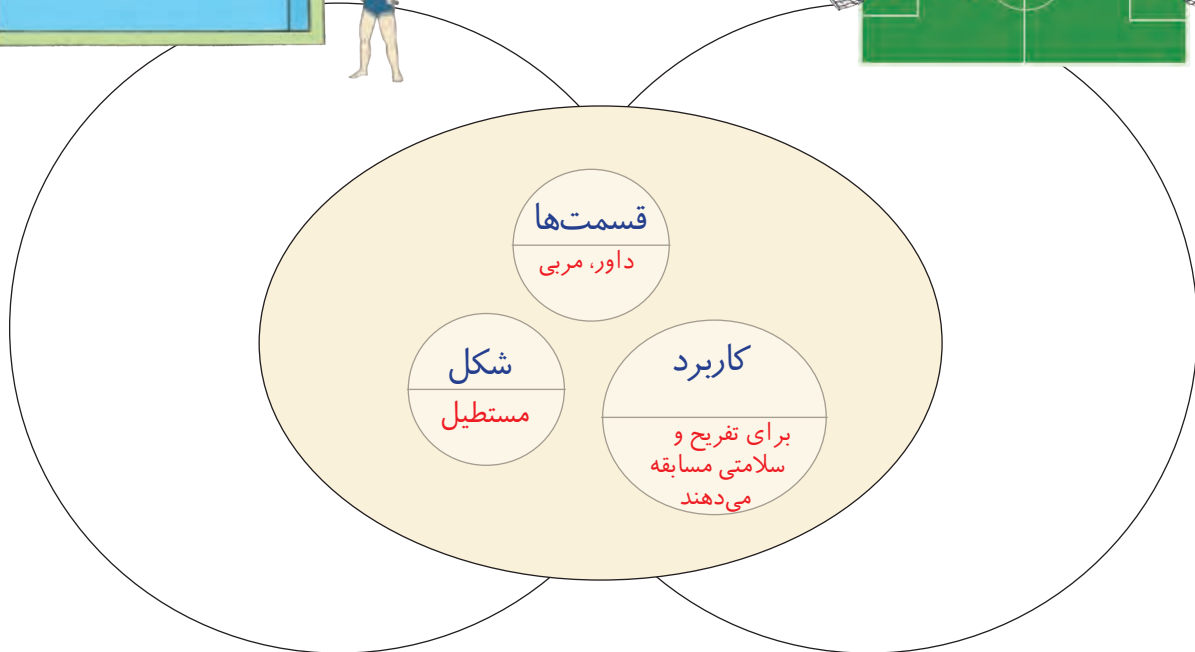 قسمت‌ها
داور، مربی
کاربرد
برای تفریح و
سلامتی مسابقه
می‌دهند
شکل
مستطیل